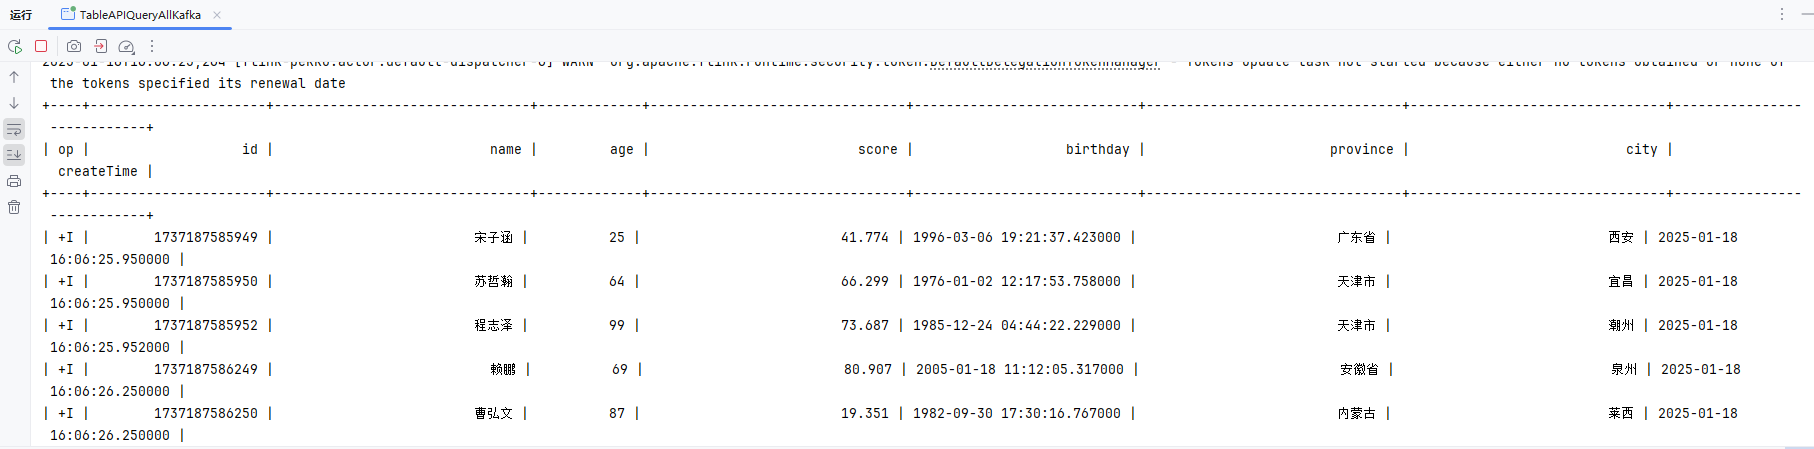 运行 TableAPIQueryAllKafka
2025-01-18T16:06:25,204 [flink-pekko.actor.default-dispatcher-6] WARN org.apache.flink.runtime.security.token.DefaultDelegationTokenManager - Tokens update task not started because either no tokens obtained or none of
the tokens specified its renewal date
+----+----------------------+--------------------------------+-------------+--------------------------------+----------------------------+--------------------------------+--------------------------------+----------------
------------+
| op | id | name | age | score | birthday | province | city |
createTime |
+----+----------------------+--------------------------------+-------------+--------------------------------+----------------------------+--------------------------------+--------------------------------+----------------
------------+
| +I | 1737187585949 | 宋子涵 | 25 | 41.774 | 1996-03-06 19:21:37.423000 | 广东省 | 西安 | 2025-01-18
16:06:25.950000 |
| +I | 1737187585950 | 苏哲瀚 | 64 | 66.299 | 1976-01-02 12:17:53.758000 | 天津市 | 宜昌 | 2025-01-18
16:06:25.950000 |
| +I | 1737187585952 | 程志泽 | 99 | 73.687 | 1985-12-24 04:44:22.229000 | 天津市 | 潮州 | 2025-01-18
16:06:25.952000 |
| +I | 1737187586249 | 赖鹏 | 69 | 80.907 | 2005-01-18 11:12:05.317000 | 安徽省 | 泉州 | 2025-01-18
16:06:26.250000 |
| +I | 1737187586250 | 曹弘文 | 87 | 19.351 | 1982-09-30 17:30:16.767000 | 内蒙古 | 莱西 | 2025-01-18
16:06:26.250000 |